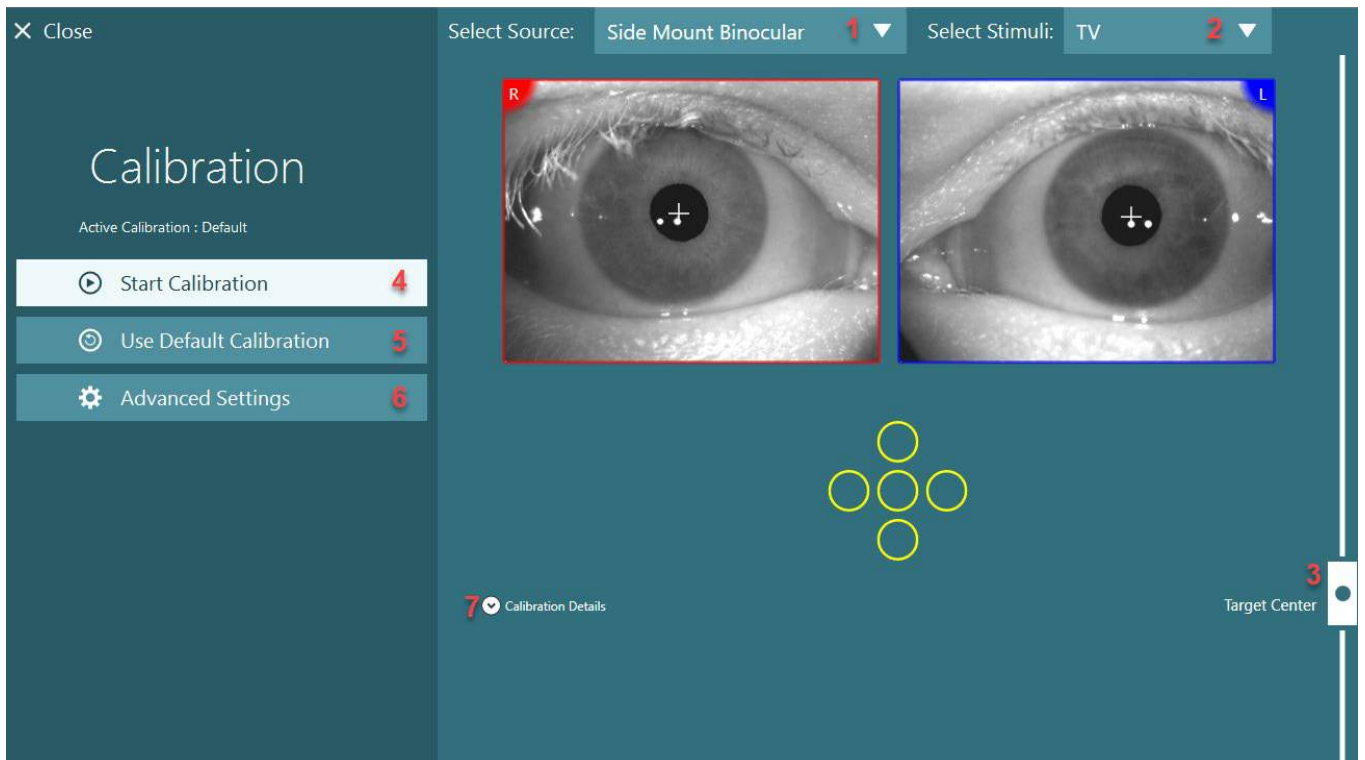 Close
Select Source:
Side Mount Binocular 1
Select Stimuli:
TV 2
R
L
Calibration
Active Calibration : Default
Start Calibration 4
Use Default Calibration 5
Advanced Settings 6
3
7 Calibration Details
Target Center